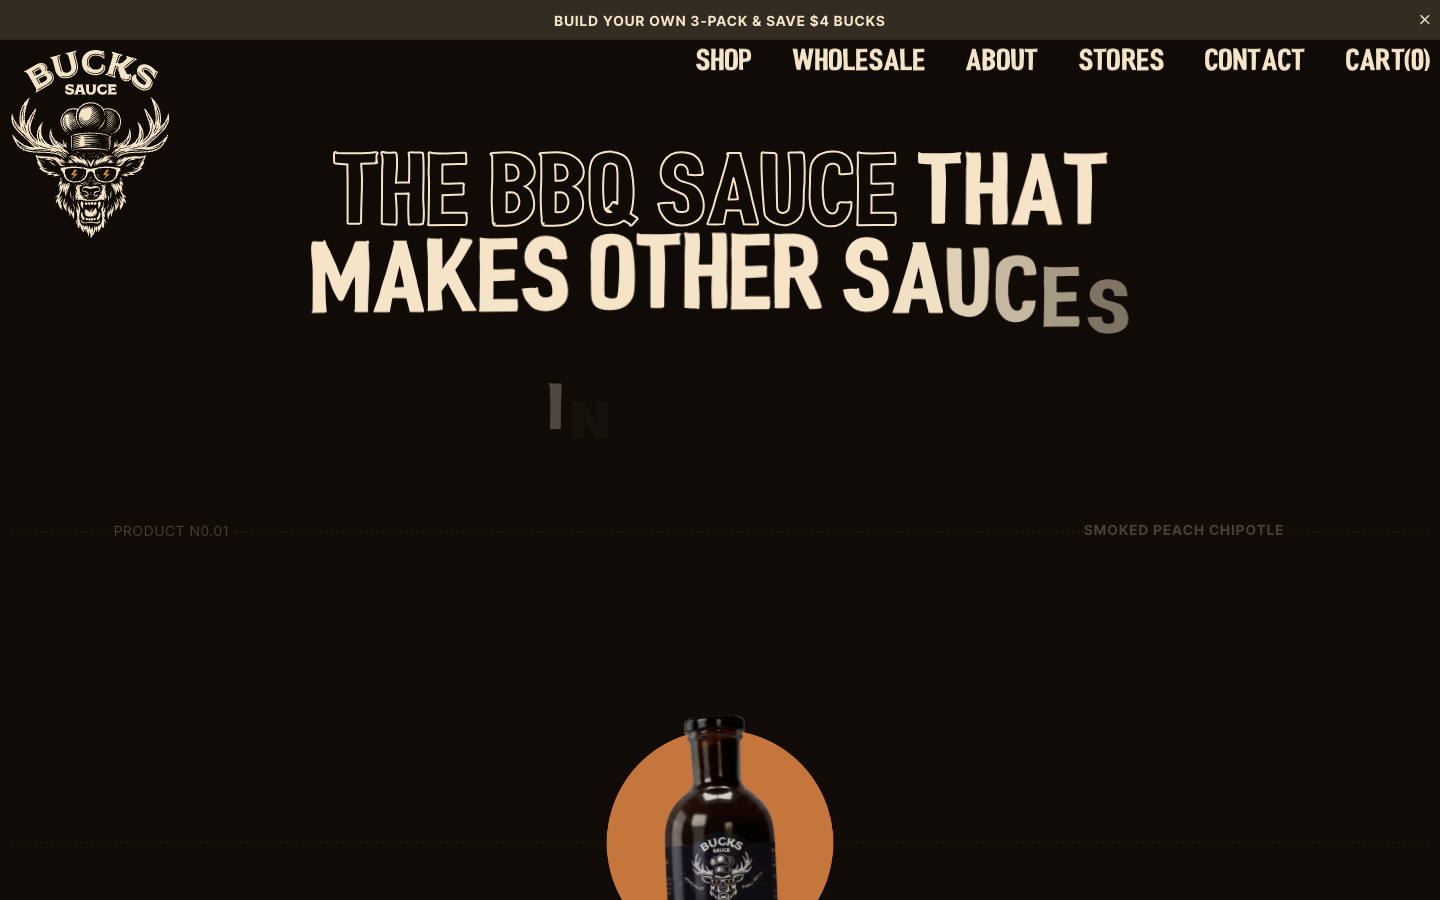 BUILD YOUR OWN 3-PACK & SAVE $4 BUCKS
BUCKS
SAUCE
SHOP WHOLESALE ABOUT STORES CONTACT CART(0)
THE BBQ SAUCE THAT
MAKES OTHER SAUCES
IN
PRODUCT N0.01
SMOKED PEACH CHIPOTLE
BUCKS
SAUCE